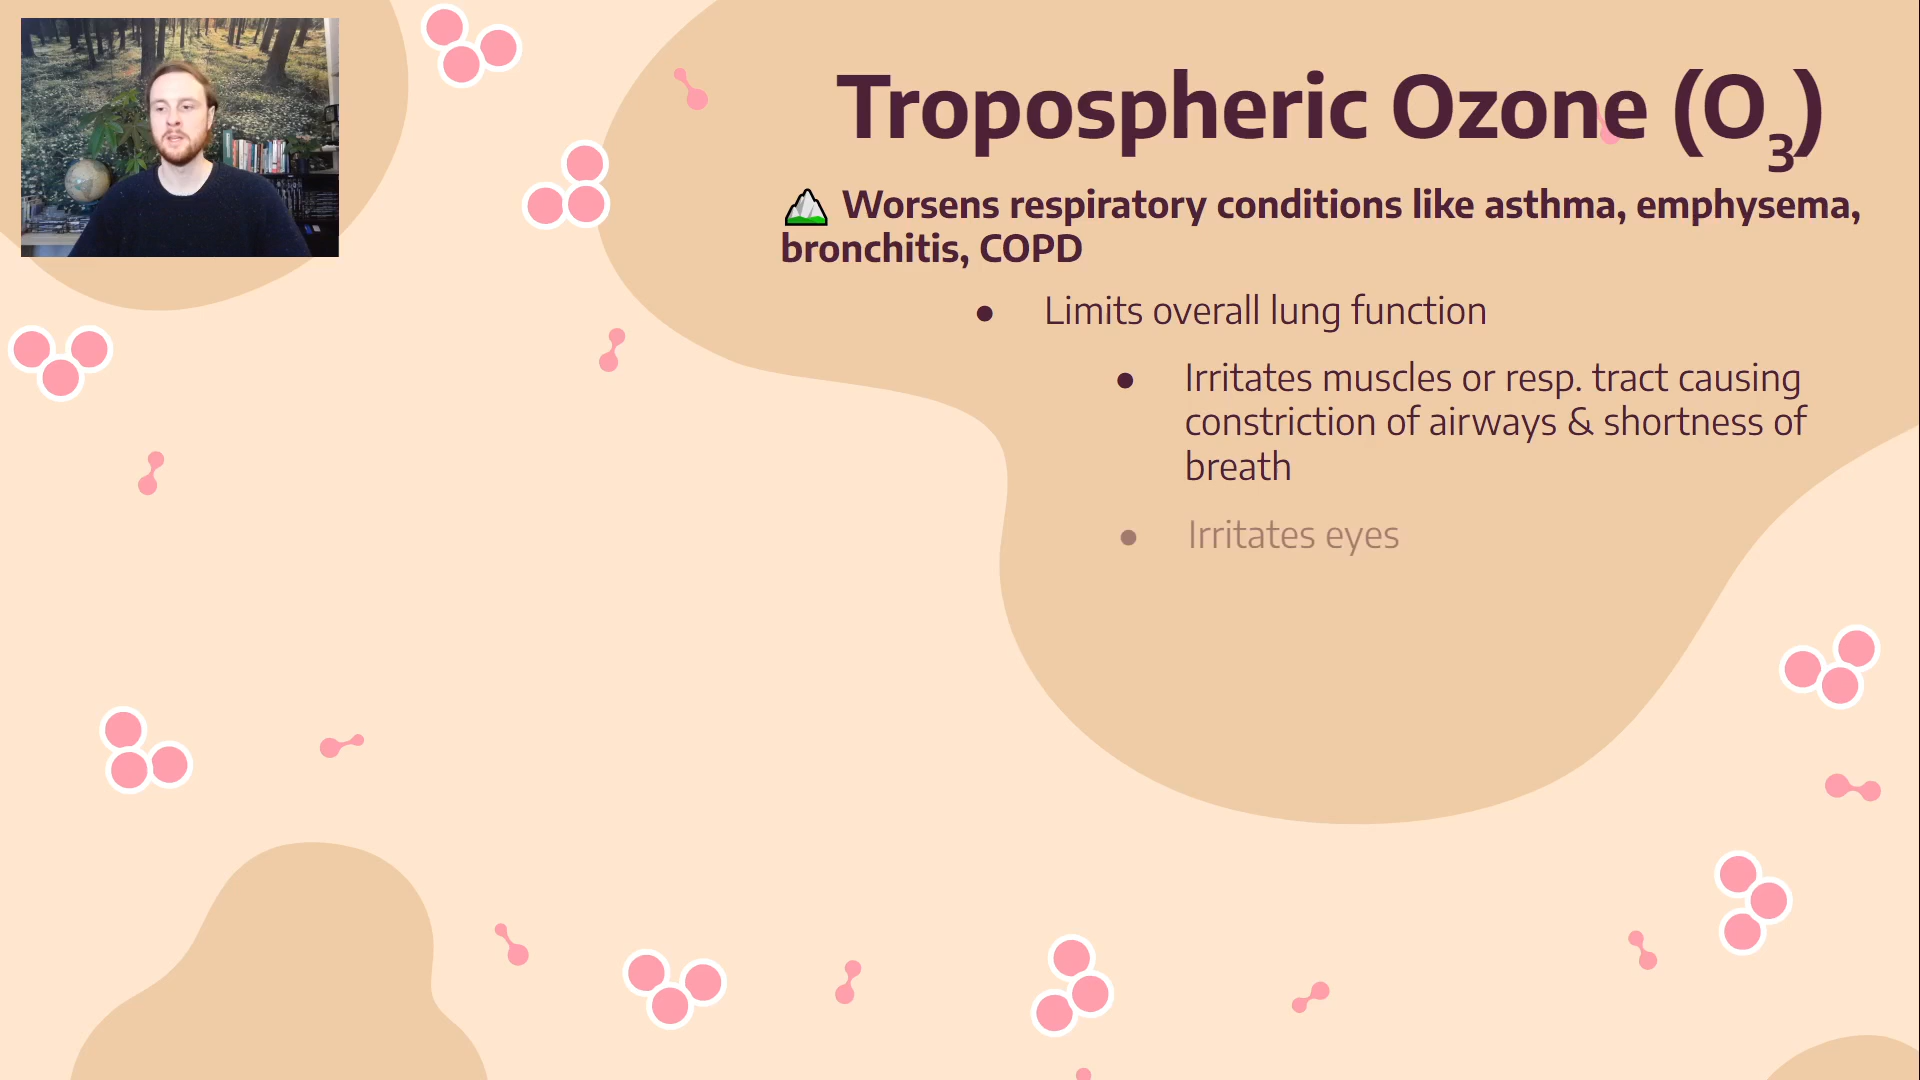 Tropospheric Ozone (O3)
Worsens respiratory conditions like asthma, emphysema,
bronchitis, COPD
● Limits overall lung function
● Irritates muscles or resp. tract causing
constriction of airways & shortness of
breath
● Irritates eyes